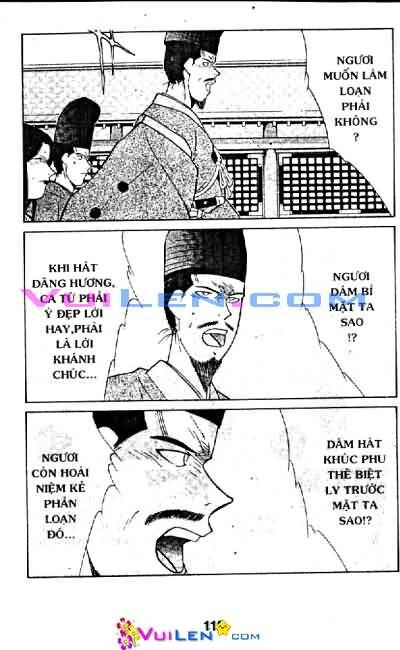 NGƯƠI
MUỐN LÀM
LOẠN
PHẢI
KHÔNG
?
NGƯƠI
DÁM BỈ
MẶT TA
SAO
!?
KHI HÁT
DÂNG HƯƠNG,
CA TỪ PHẢI
Ý ĐẸP LỜI
HAY,PHẢI
LÀ LỜI
KHÁNH
CHÚC...
VUILEN.COM
DÁM HÁT
KHÚC PHU
THÊ BIỆT
LY TRƯỚC
MẶT TA
SAO!?
NGƯƠI
CÒN HOÀI
NIỆM KẺ
PHẢN
LOẠN
ĐÓ...
VUILEN.COM